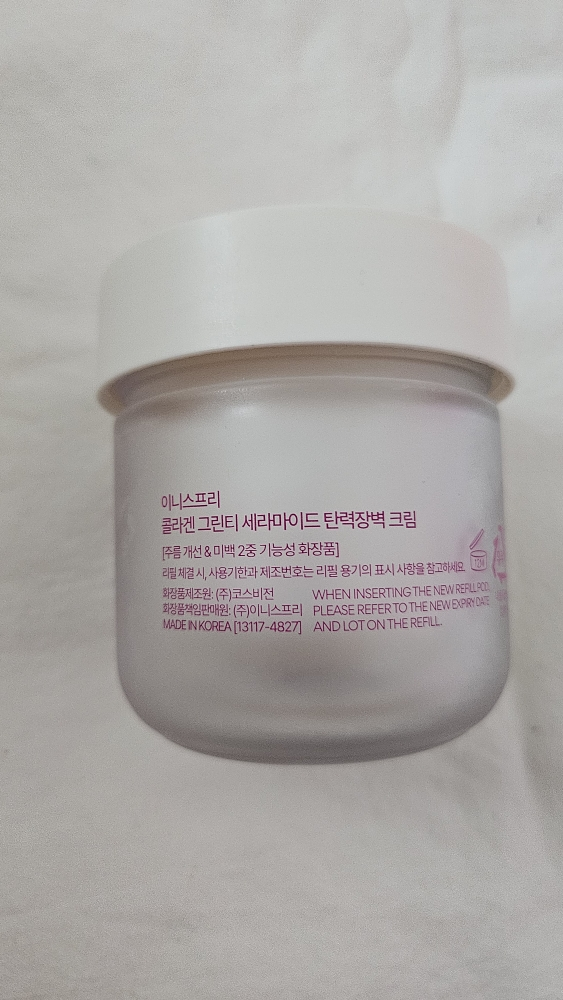 이니스프리
콜라겐 그린티 세라마이드 탄력장벽 크림
[주름 개선 & 미백 2중 기능성 화장품]
리필 체결 시, 사용기한과 제조번호는 리필 용기의 표시 사항을 참고하세요.
화장품제조원: (주)코스비전
화장품책임판매원: (주)이니스프리
MADE IN KOREA [13117-4827]
WHEN INSERTING THE NEW REFILL POD,
PLEASE REFER TO THE NEW EXPIRY DATE
AND LOT ON THE REFILL.
12M